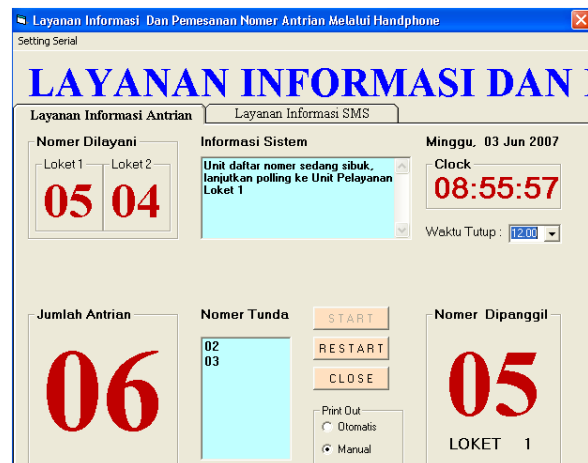 Layanan Informasi Dan Pemesanan Nomer Antrian Melalui Handphone
Setting Serial
LAYANAN INFORMASI DAN
Layanan Informasi Antrian
Layanan Informasi SMS
Nomer Dilayani
Loket 1
Loket 2
05
04
Informasi Sistem
Unit daftar nomer sedang sibuk,
lanjutkan polling ke Unit Pelayanan
Loket 1
Minggu, 03 Jun 2007
Clock
08:55:57
Waktu Tutup : 12.00
Jumlah Antrian
06
Nomer Tunda
02
03
START
RESTART
CLOSE
Print Out
Otomatis
Manual
Nomer Dipanggil
05
LOKET 1